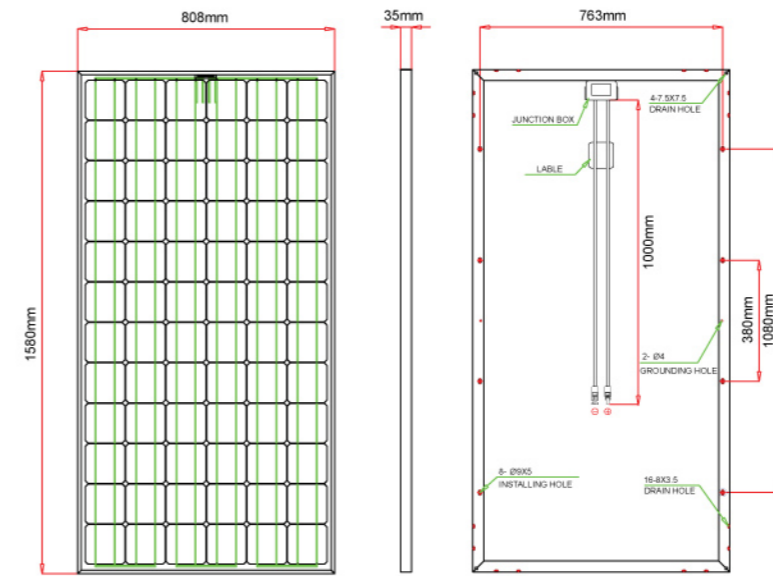 808mm
35mm
763mm
1580mm
JUNCTION BOX
4-7.5X7.5
DRAIN HOLE
LABLE
1000mm
380mm
1080mm
2- Ø4
GROUNDING HOLE
8- Ø9X5
INSTALLING HOLE
16-8X3.5
DRAIN HOLE